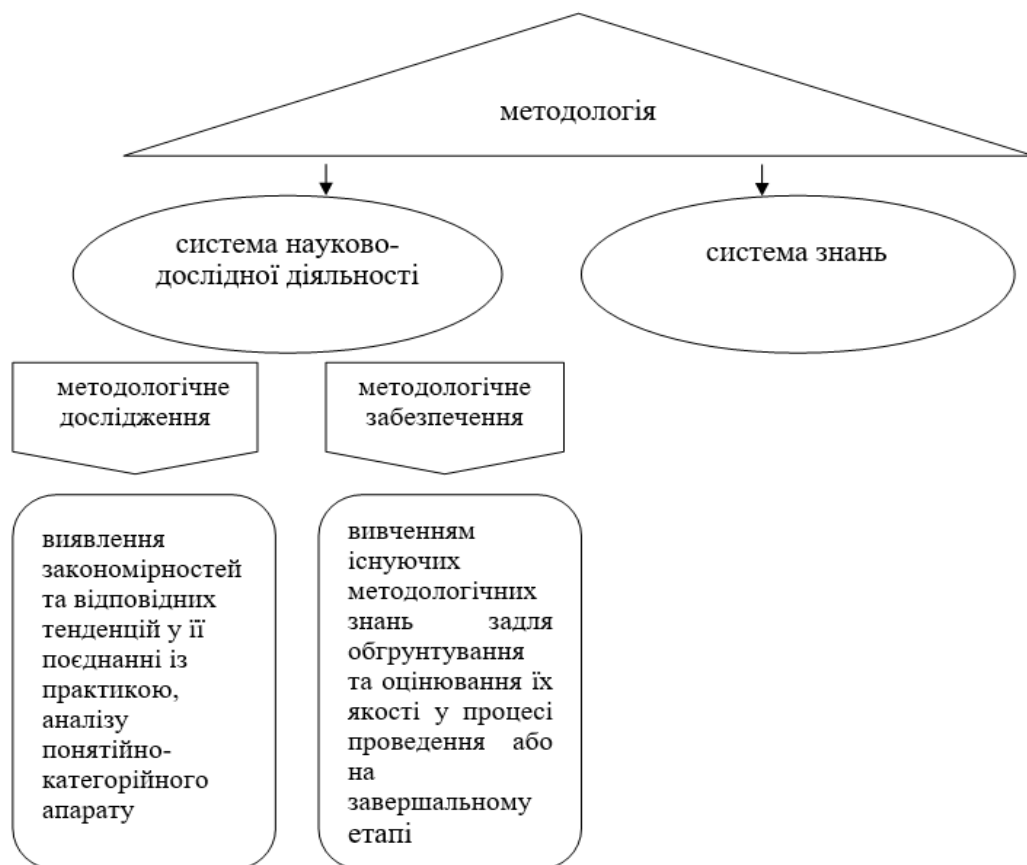 методологія
система науково-
дослідної діяльності
система знань
методологічне
дослідження
методологічне
забезпечення
виявлення
закономірностей
та відповідних
тенденцій у її
поєднанні із
практикою,
аналізу
понятійно-
категорійного
апарату
вивченням
існуючих
методологічних
знань задля
обгрунтування
та оцінювання їх
якості у процесі
проведення або
на
завершальному
етапі